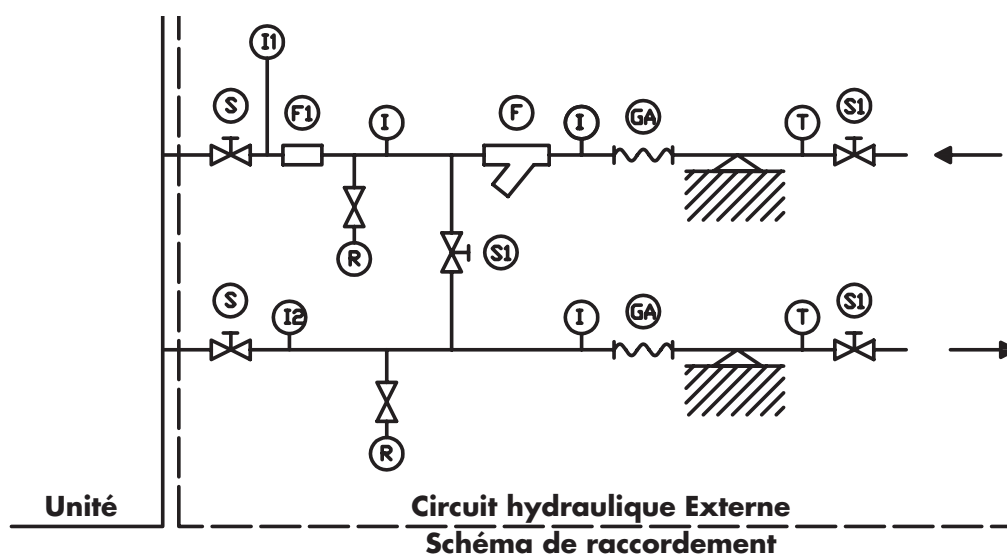 I1
S
F1
I
F
I
GA
T
S1
R
S1
S
I2
I
GA
T
S1
R
Unité
Circuit hydraulique Externe
Schéma de raccordement